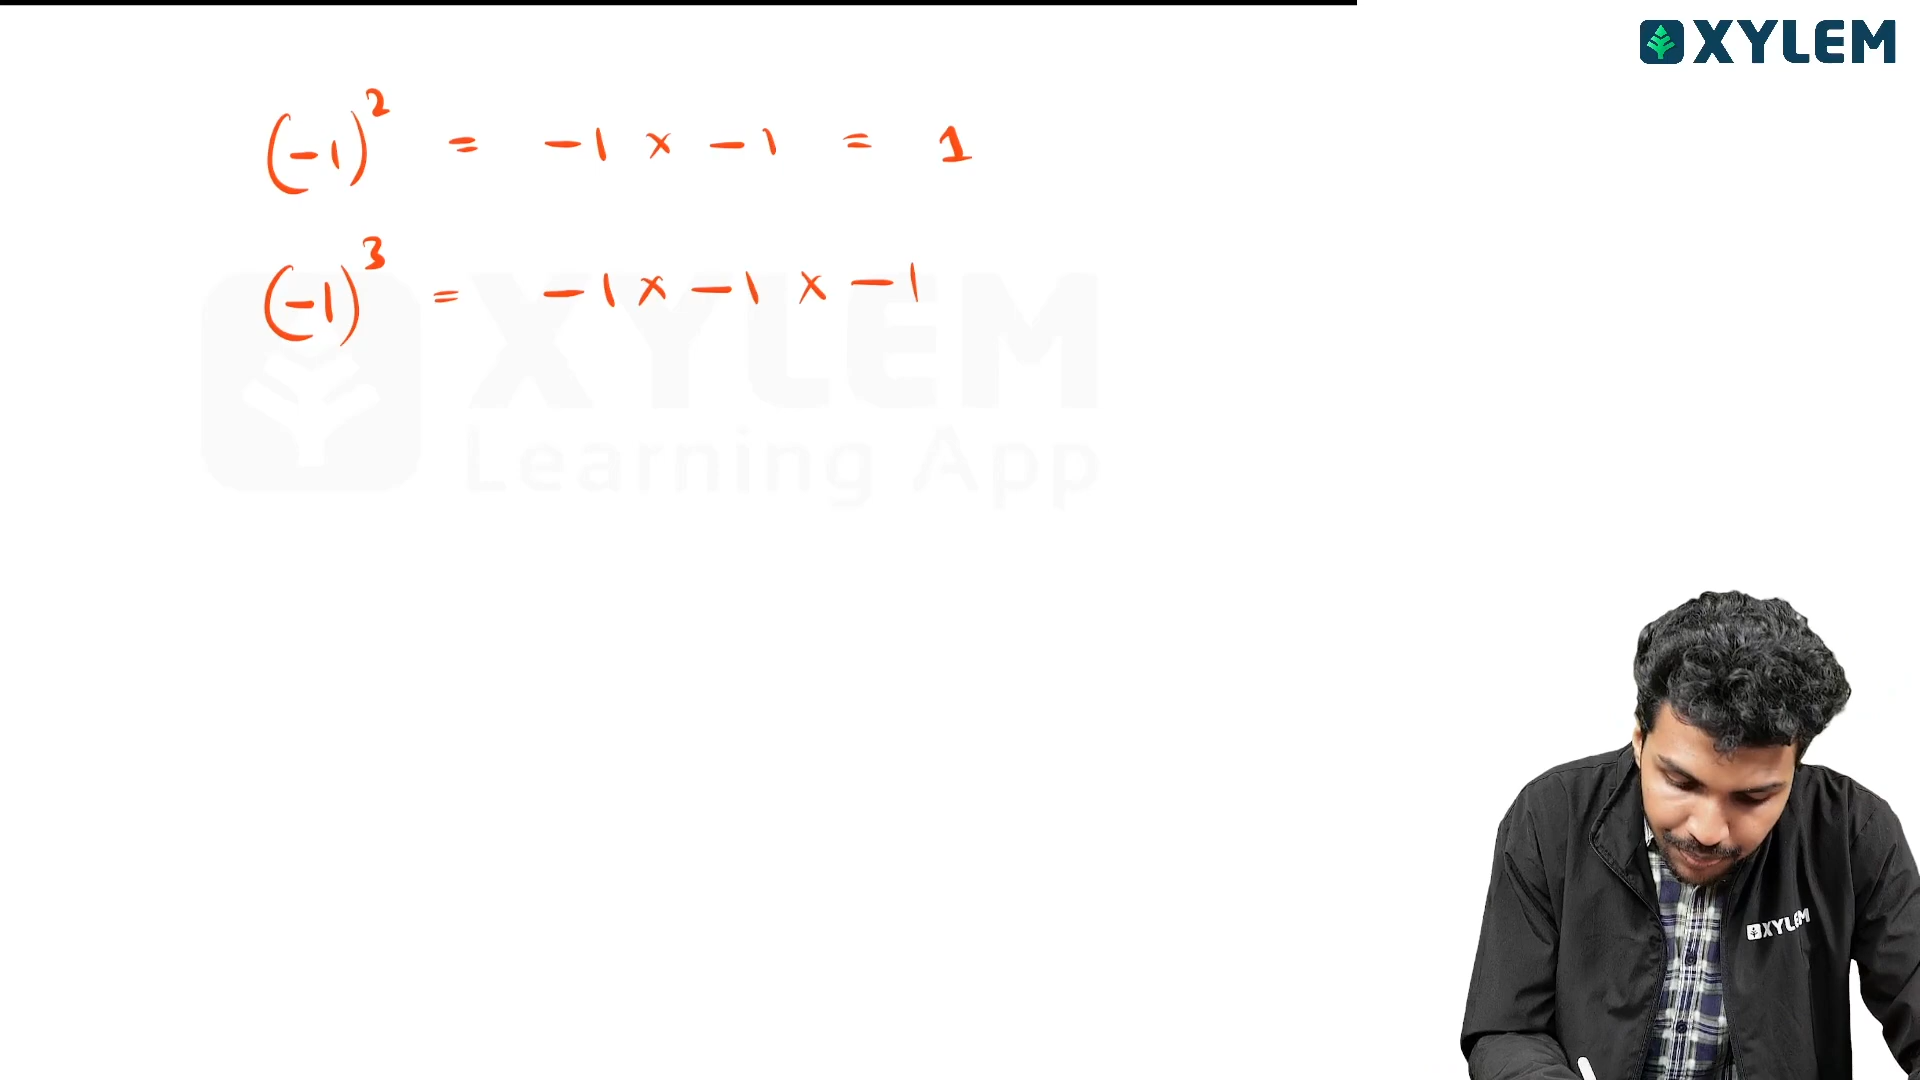 XYLEM
(-1)² = -1 × -1 = 1
(-1)³ = -1 × -1 × -1
XYLEM
Learning App
XYLEM